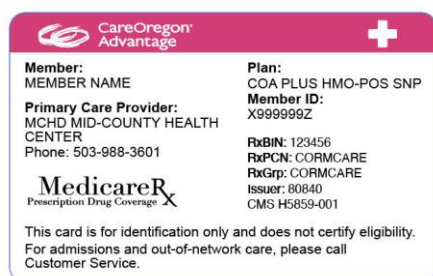 CareOregon®
Advantage
Member:
MEMBER NAME
Primary Care Provider:
MCHD MID-COUNTY HEALTH
CENTER
Phone: 503-988-3601
MedicareRx
Prescription Drug Coverage
Plan:
COA PLUS HMO-POS SNP
Member ID:
X999999Z
RxBIN: 123456
RxPCN: CORMCARE
RxGrp: CORMCARE
Issuer: 80840
CMS H5859-001
This card is for identification only and does not certify eligibility.
For admissions and out-of-network care, please call
Customer Service.